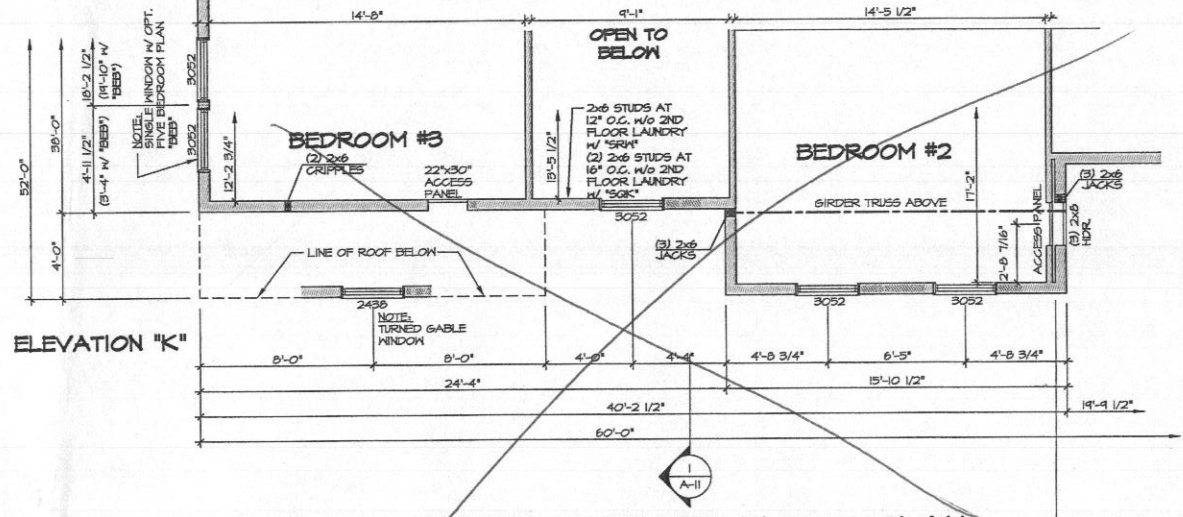 14'-8"
9'-1"
14'-5 1/2"
OPEN TO
BELOW
52'-0"
38'-0"
18'-2 1/2"
(19'-10" W/
"BEB")
4'-11 1/2"
(3'-4" W/ "BEB")
NOTE:
SINGLE WINDOW W/ OPT.
FIVE BEDROOM PLAN
"BEB"
3052
3052
12'-2 3/4"
BEDROOM #3
(2) 2x6
CRIPPLES
22"x30"
ACCESS
PANEL
13'-5 1/2"
2x6 STUDS AT
12" O.C. W/o 2ND
FLOOR LAUNDRY
W/ "SRW"
(2) 2x6 STUDS AT
16" O.C. W/o 2ND
FLOOR LAUNDRY
W/ "SGK"
3052
BEDROOM #2
17'-2"
GIRDER TRUSS ABOVE
(3) 2x6
JACKS
(3) 2x6
JACKS
2'-8 7/16"
ACCESS PANEL
(3) 2x8
HDR.
4'-0"
LINE OF ROOF BELOW
2438
NOTE:
TURNED GABLE
WINDOW
3052
3052
ELEVATION "K"
8'-0"
8'-0"
4'-0"
4'-4"
4'-8 3/4"
6'-5"
4'-8 3/4"
24'-4"
15'-10 1/2"
40'-2 1/2"
19'-9 1/2"
60'-0"
1
A-11